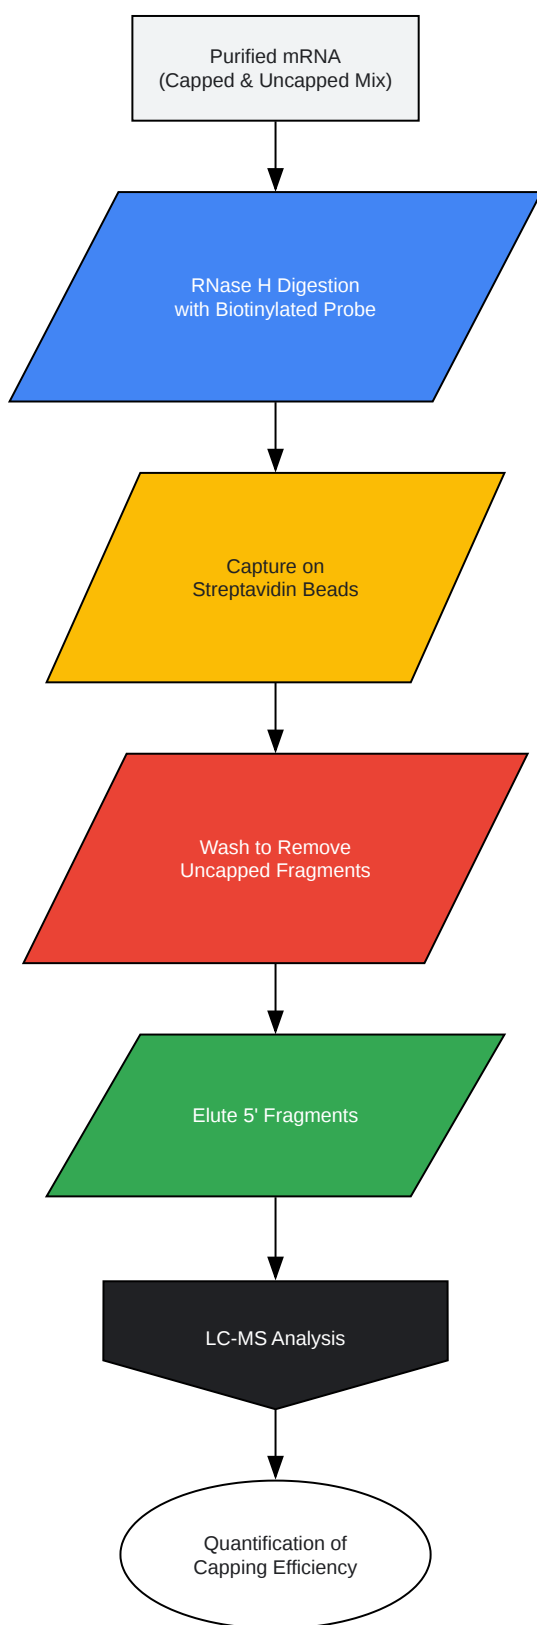 Purified mRNA
(Capped & Uncapped Mix)
RNase H Digestion
with Biotinylated Probe
Capture on
Streptavidin Beads
Wash to Remove
Uncapped Fragments
Elute 5' Fragments
LC-MS Analysis
Quantification of
Capping Efficiency